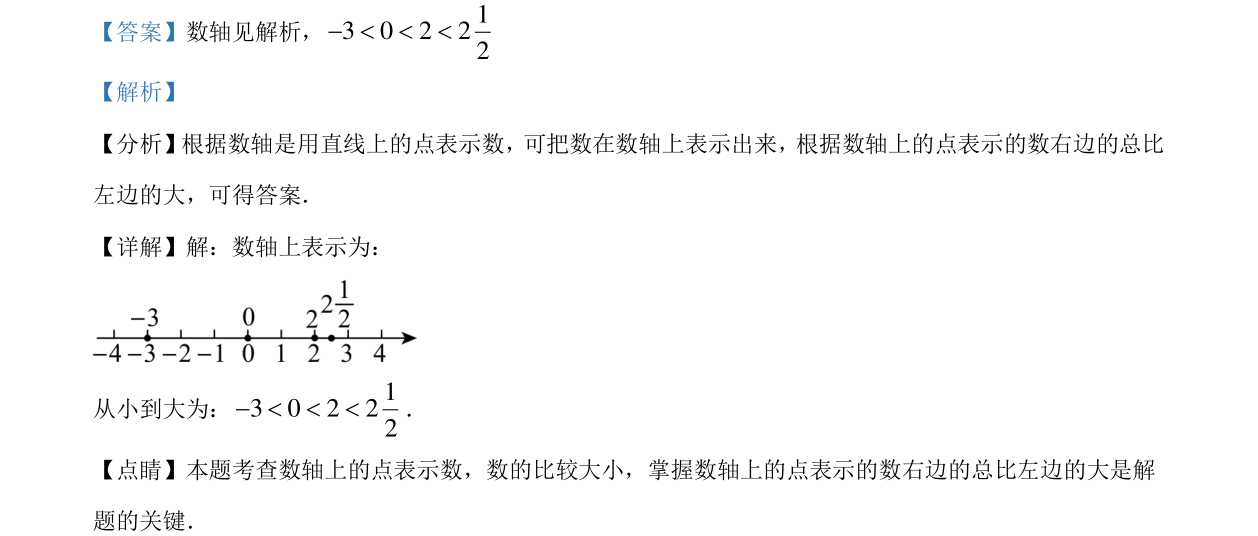 【答案】数轴见解析，$-3<0<2<2\frac{1}{2}$
【解析】
【分析】根据数轴是用直线上的点表示数，可把数在数轴上表示出来，根据数轴上的点表示的数右边的总比
左边的大，可得答案．
【详解】解：数轴上表示为：
−3 0 2 $2\frac{1}{2}$
−4 −3 −2 −1 0 1 2 3 4
从小到大为：$-3<0<2<2\frac{1}{2}$．
【点睛】本题考查数轴上的点表示数，数的比较大小，掌握数轴上的点表示的数右边的总比左边的大是解
题的关键．